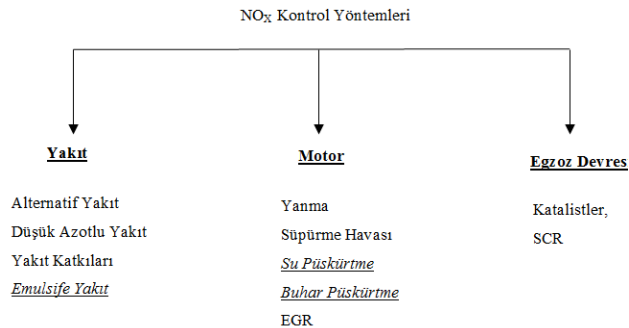 NOX Kontrol Yöntemleri
Yakıt
Alternatif Yakıt
Düşük Azotlu Yakıt
Yakıt Katkıları
Emulsife Yakıt
Motor
Yanma
Süpürme Havası
Su Püskürtme
Buhar Püskürtme
EGR
Egzoz Devres
Katalistler,
SCR